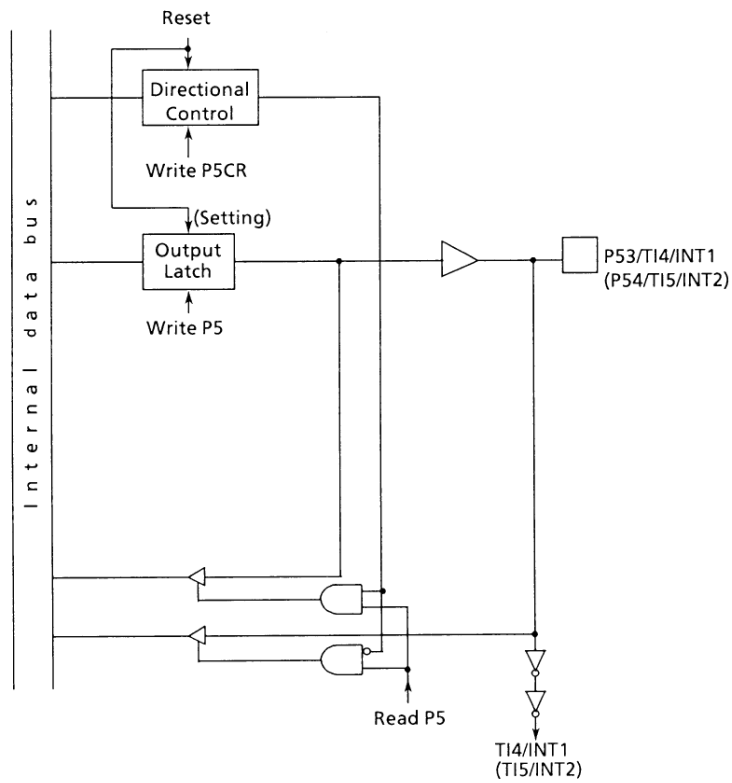 Reset
Directional
Control
Write P5CR
(Setting)
Output
Latch
Write P5
P53/TI4/INT1
(P54/TI5/INT2)
Internal data bus
Read P5
TI4/INT1
(TI5/INT2)